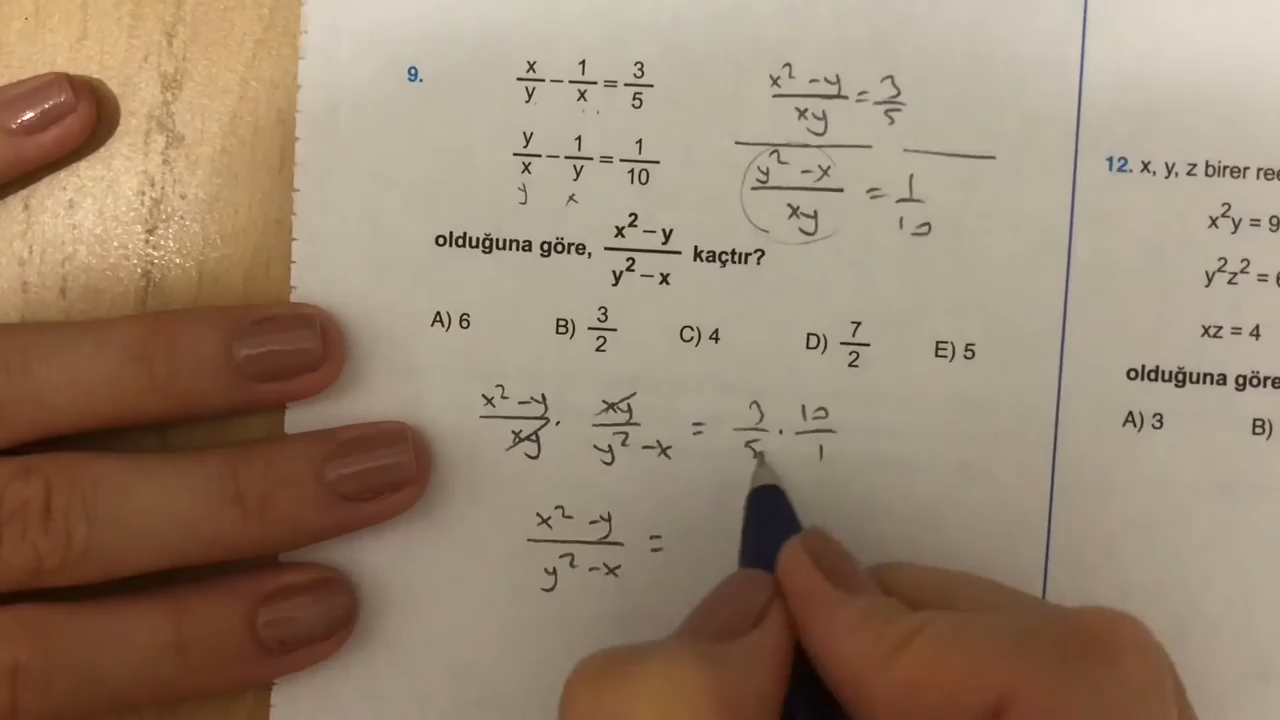 9.
x/y − 1/x = 3/5
y/x − 1/y = 1/10
y x
olduğuna göre, (x² − y)/(y² − x) kaçtır?
A) 6 B) 3/2 C) 4 D) 7/2 E) 5
(x² − y)/(xy) = 3/5
(y² − x)/(xy) = 1/10
(x² − y)/(xy) · (xy)/(y² − x) = 3/5 · 10/1
(x² − y)/(y² − x) =
12. x, y, z birer
x²y = 9
y²z² =
xz = 4
olduğuna göre
A) 3 B)